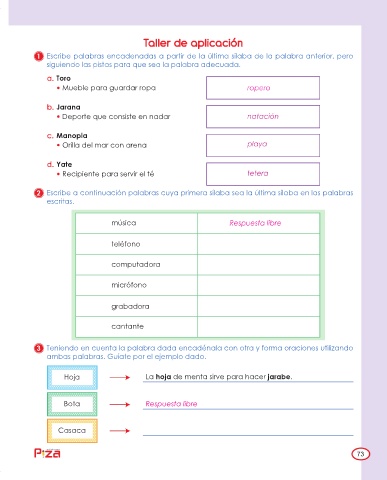 Taller de aplicación
1 Escribe palabras encadenadas a partir de la última sílaba de la palabra anterior, pero
siguiendo las pistas para que sea la palabra adecuada.
a. Toro
• Mueble para guardar ropa
ropero
b. Jarana
• Deporte que consiste en nadar
natación
c. Manopla
• Orilla del mar con arena
playa
d. Yate
• Recipiente para servir el té
tetera
2 Escribe a continuación palabras cuya primera sílaba sea la última sílaba en las palabras
escritas.
música
Respuesta libre
teléfono
computadora
micrófono
grabadora
cantante
3 Teniendo en cuenta la palabra dada encadénala con otra y forma oraciones utilizando
ambas palabras. Guíate por el ejemplo dado.
Hoja
La hoja de menta sirve para hacer jarabe.
Bota
Respuesta libre
Casaca
Piza
73